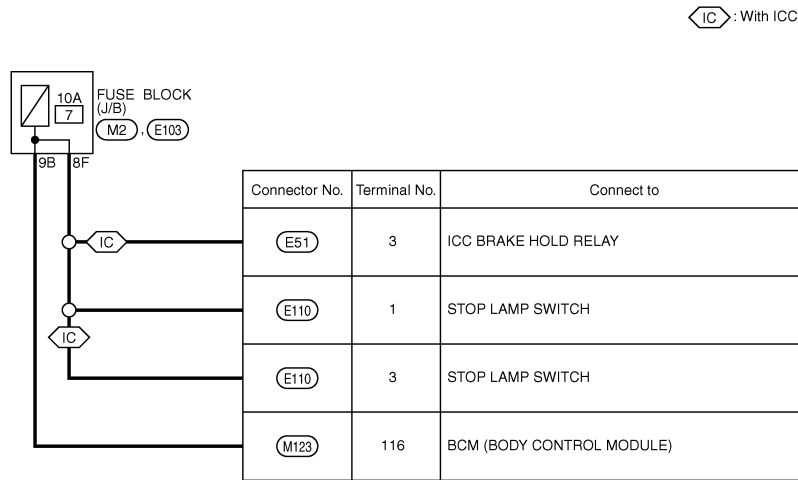 IC : With ICC
10A
7
FUSE BLOCK
(J/B)
M2 , E103
9B 8F
Connector No. Terminal No. Connect to
IC E51 3 ICC BRAKE HOLD RELAY
E110 1 STOP LAMP SWITCH
IC
E110 3 STOP LAMP SWITCH
M123 116 BCM (BODY CONTROL MODULE)